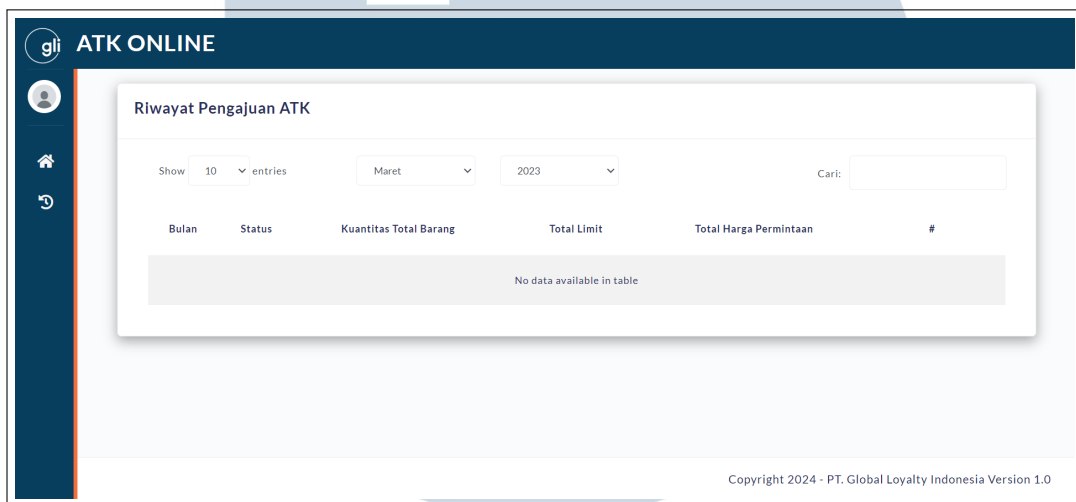 gli ATK ONLINE
Riwayat Pengajuan ATK
Show 10 entries Maret 2023 Cari:
Bulan Status Kuantitas Total Barang Total Limit Total Harga Permintaan #
No data available in table
Copyright 2024 - PT. Global Loyalty Indonesia Version 1.0